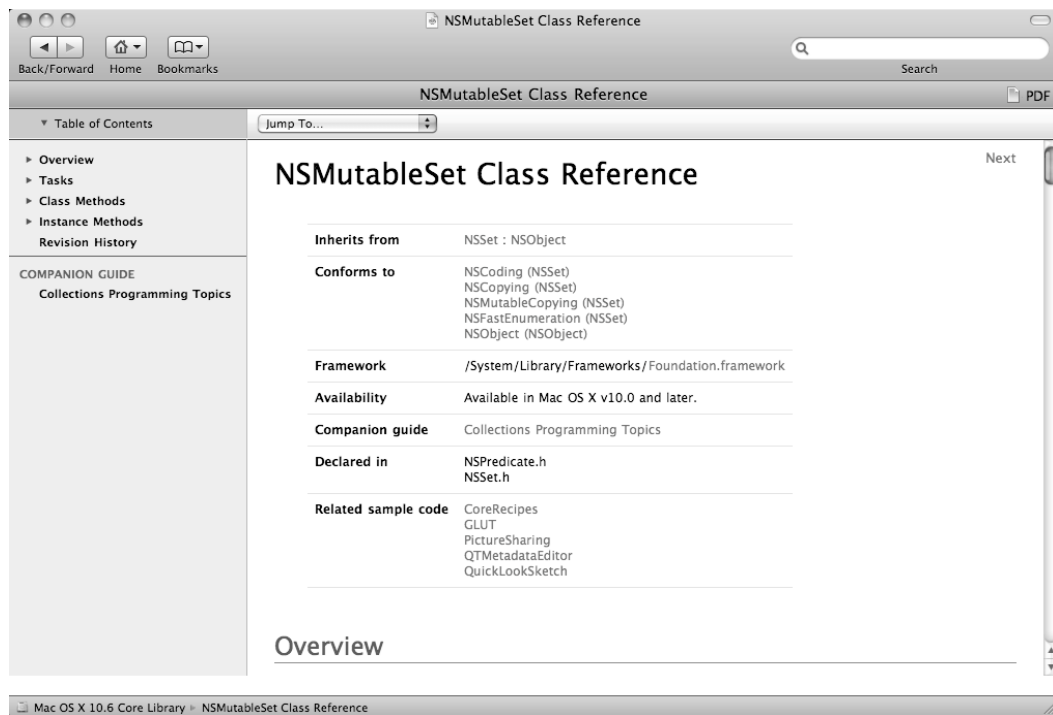 NSMutableSet Class Reference
Back/Forward Home Bookmarks
Search
NSMutableSet Class Reference
PDF
Table of Contents
Jump To...
Overview
Tasks
Class Methods
Instance Methods
Revision History
COMPANION GUIDE
Collections Programming Topics
Next
NSMutableSet Class Reference
Inherits from NSSet : NSObject
Conforms to NSCoding (NSSet)
NSCopying (NSSet)
NSMutableCopying (NSSet)
NSFastEnumeration (NSSet)
NSObject (NSObject)
Framework /System/Library/Frameworks/Foundation.framework
Availability Available in Mac OS X v10.0 and later.
Companion guide Collections Programming Topics
Declared in NSPredicate.h
NSSet.h
Related sample code CoreRecipes
GLUT
PictureSharing
QTMetadataEditor
QuickLookSketch
Overview
Mac OS X 10.6 Core Library ▸ NSMutableSet Class Reference